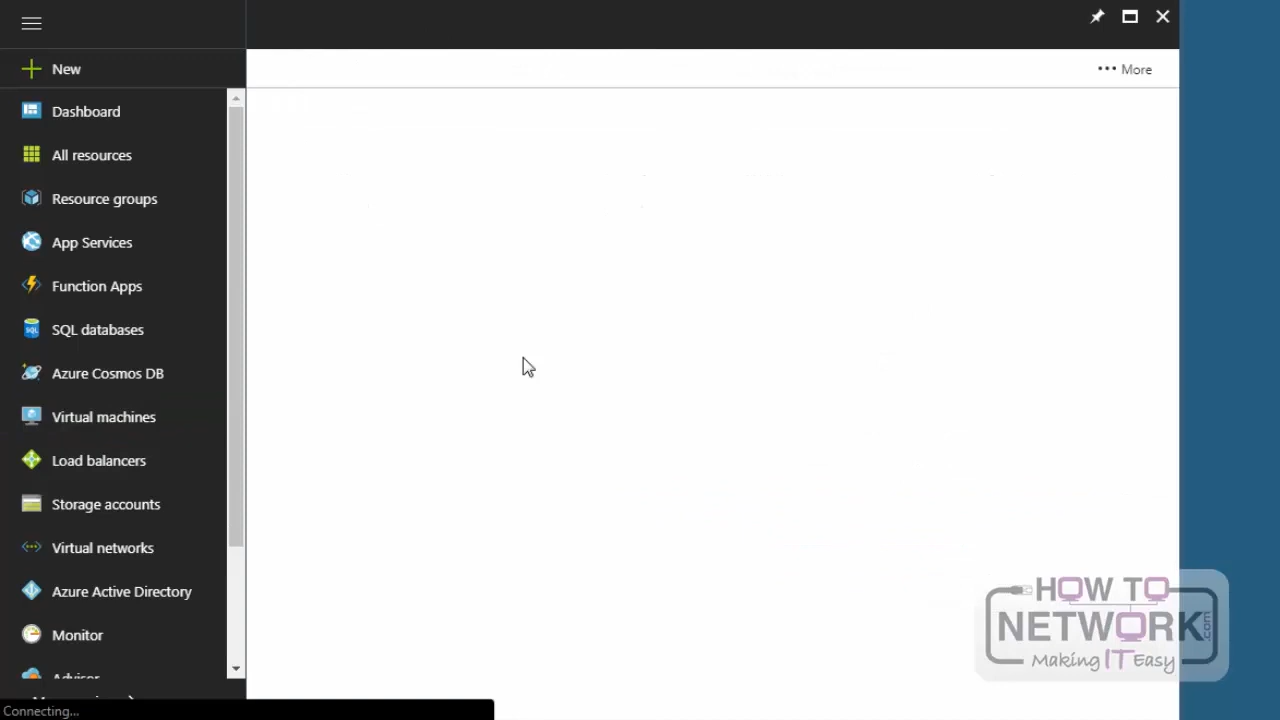 New
More
Dashboard
All resources
Resource groups
App Services
Function Apps
SQL databases
Azure Cosmos DB
Virtual machines
Load balancers
Storage accounts
Virtual networks
Azure Active Directory
Monitor
Advisor
Connecting...
HOW TO
NETWORK.com
Making IT Easy